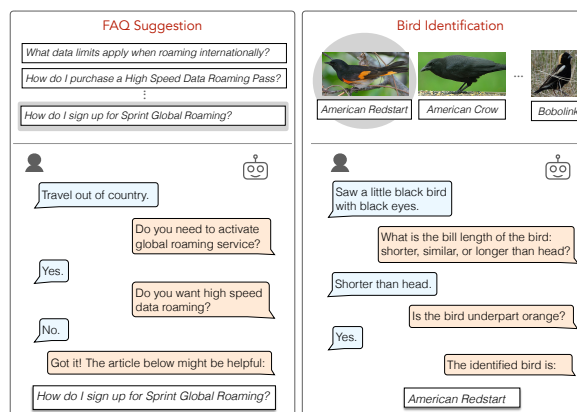 FAQ Suggestion
What data limits apply when roaming internationally?
How do I purchase a High Speed Data Roaming Pass?
⋮
How do I sign up for Sprint Global Roaming?
Travel out of country.
Do you need to activate
global roaming service?
Yes.
Do you want high speed
data roaming?
No.
Got it! The article below might be helpful:
How do I sign up for Sprint Global Roaming?
Bird Identification
...
American Redstart
American Crow
Bobolink
Saw a little black bird
with black eyes.
What is the bill length of the bird:
shorter, similar, or longer than head?
Shorter than head.
Is the bird underpart orange?
Yes.
The identified bird is:
American Redstart